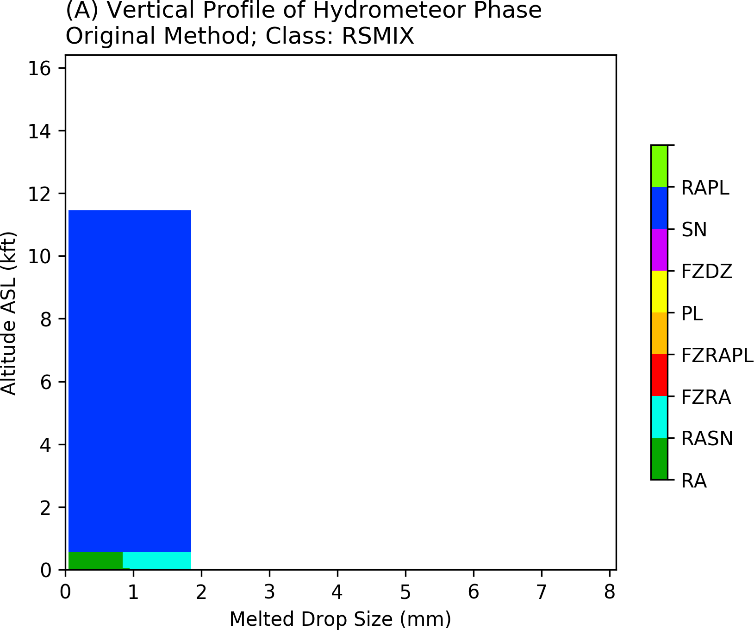 (A) Vertical Profile of Hydrometeor Phase
Original Method; Class: RSMIX
16
14
12
10
8
6
4
2
0
Altitude ASL (kft)
0 1 2 3 4 5 6 7 8
Melted Drop Size (mm)
RAPL
SN
FZDZ
PL
FZRAPL
FZRA
RASN
RA